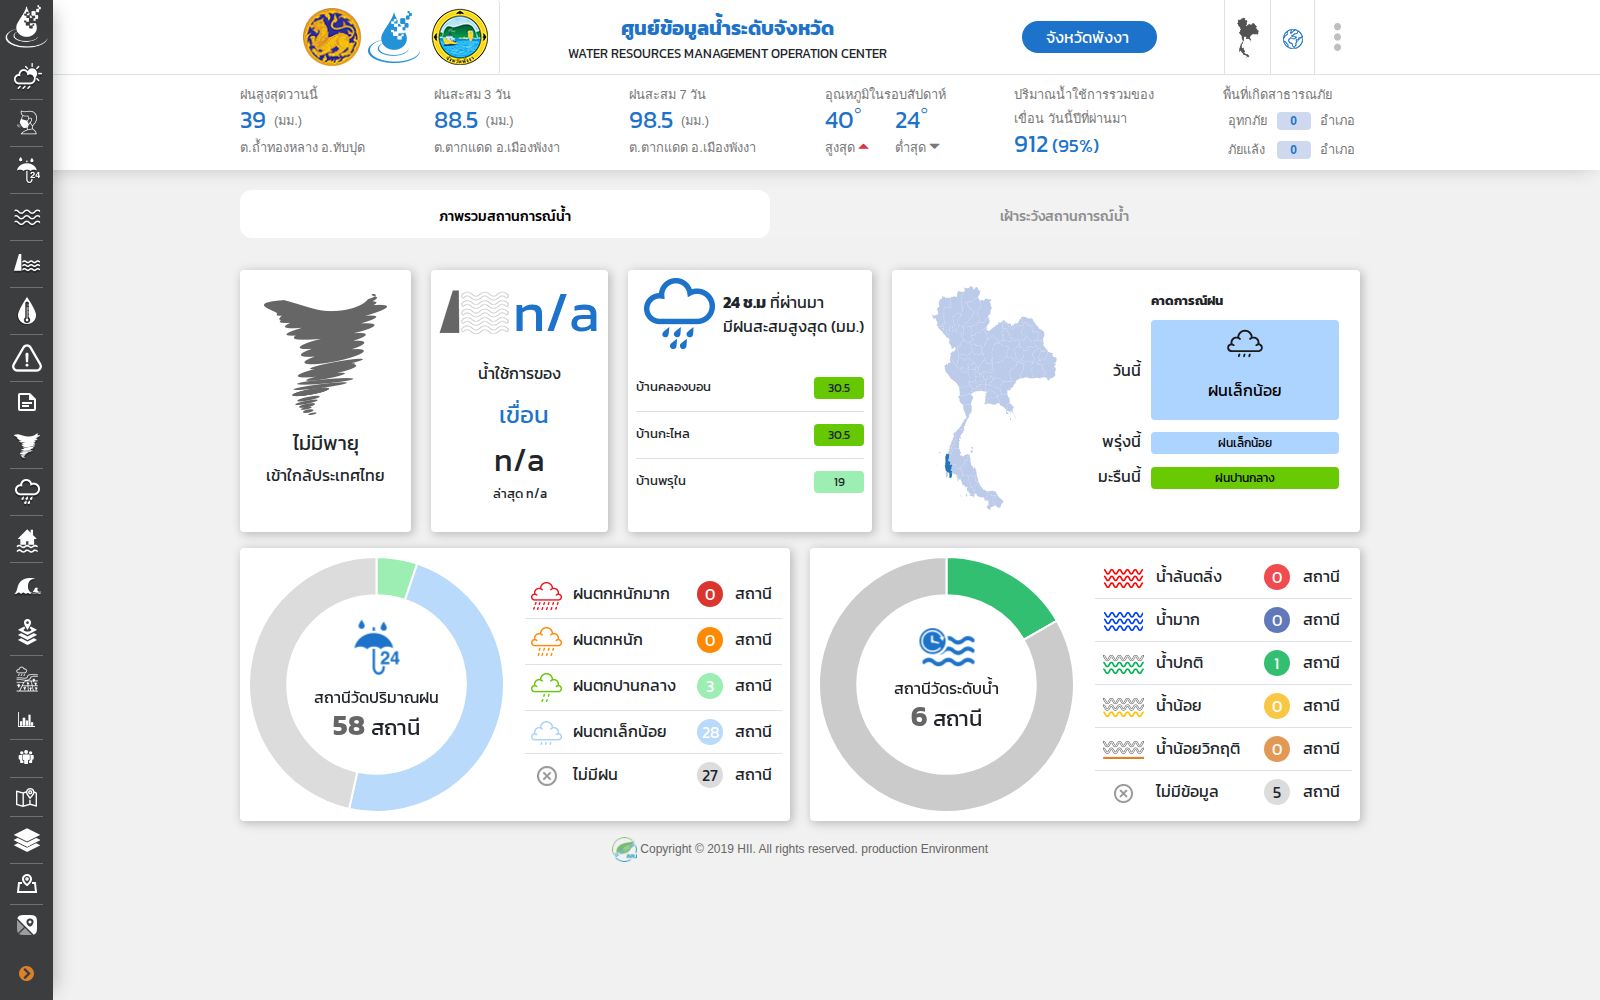 ศูนย์ข้อมูลน้ำระดับจังหวัด
WATER RESOURCES MANAGEMENT OPERATION CENTER
จังหวัดพังงา
ฝนสูงสุดวานนี้
39 (มม.)
ต.ถ้ำทองหลาง อ.ทับปุด
ฝนสะสม 3 วัน
88.5 (มม.)
ต.ตากแดด อ.เมืองพังงา
ฝนสะสม 7 วัน
98.5 (มม.)
ต.ตากแดด อ.เมืองพังงา
อุณหภูมิในรอบสัปดาห์
40° 24°
สูงสุด ต่ำสุด
ปริมาณน้ำใช้การรวมของ
เขื่อน วันนี้ปีที่ผ่านมา
912 (95%)
พื้นที่เกิดสาธารณภัย
อุทกภัย 0 อำเภอ
ภัยแล้ง 0 อำเภอ
ภาพรวมสถานการณ์น้ำ
เฝ้าระวังสถานการณ์น้ำ
ไม่มีพายุ
เข้าใกล้ประเทศไทย
n/a
น้ำใช้การของ
เขื่อน
n/a
ล่าสุด n/a
24 ช.ม ที่ผ่านมา
มีฝนสะสมสูงสุด (มม.)
บ้านคลองบอน 30.5
บ้านกะไหล 30.5
บ้านพรุใน 19
คาดการณ์ฝน
วันนี้ ฝนเล็กน้อย
พรุ่งนี้ ฝนเล็กน้อย
มะรืนนี้ ฝนปานกลาง
24
สถานีวัดปริมาณฝน
58 สถานี
ฝนตกหนักมาก 0 สถานี
ฝนตกหนัก 0 สถานี
ฝนตกปานกลาง 3 สถานี
ฝนตกเล็กน้อย 28 สถานี
ไม่มีฝน 27 สถานี
สถานีวัดระดับน้ำ
6 สถานี
น้ำล้นตลิ่ง 0 สถานี
น้ำมาก 0 สถานี
น้ำปกติ 1 สถานี
น้ำน้อย 0 สถานี
น้ำน้อยวิกฤติ 0 สถานี
ไม่มีข้อมูล 5 สถานี
Copyright © 2019 HII. All rights reserved. production Environment
24